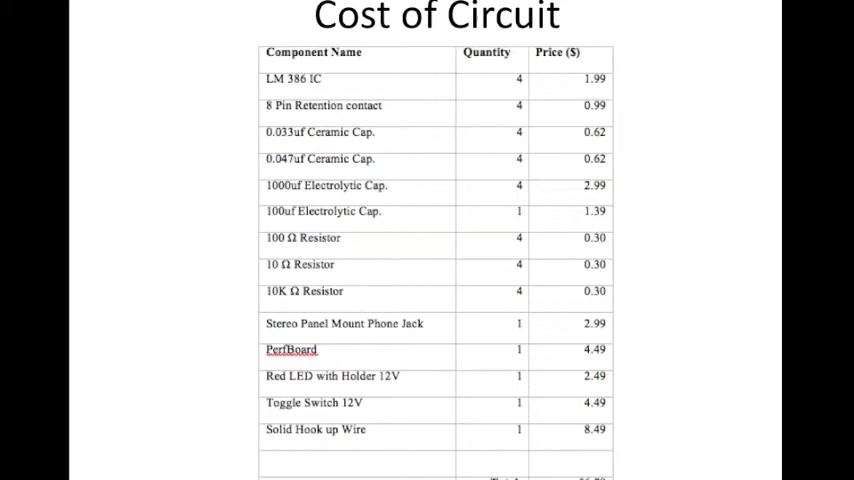 Cost of Circuit
Component Name Quantity Price ($)
LM 386 IC 4 1.99
8 Pin Retention contact 4 0.99
0.033uf Ceramic Cap. 4 0.62
0.047uf Ceramic Cap. 4 0.62
1000uf Electrolytic Cap. 4 2.99
100uf Electrolytic Cap. 1 1.39
100 Ω Resistor 4 0.30
10 Ω Resistor 4 0.30
10K Ω Resistor 4 0.30
Stereo Panel Mount Phone Jack 1 2.99
PerfBoard 1 4.49
Red LED with Holder 12V 1 2.49
Toggle Switch 12V 1 4.49
Solid Hook up Wire 1 8.49